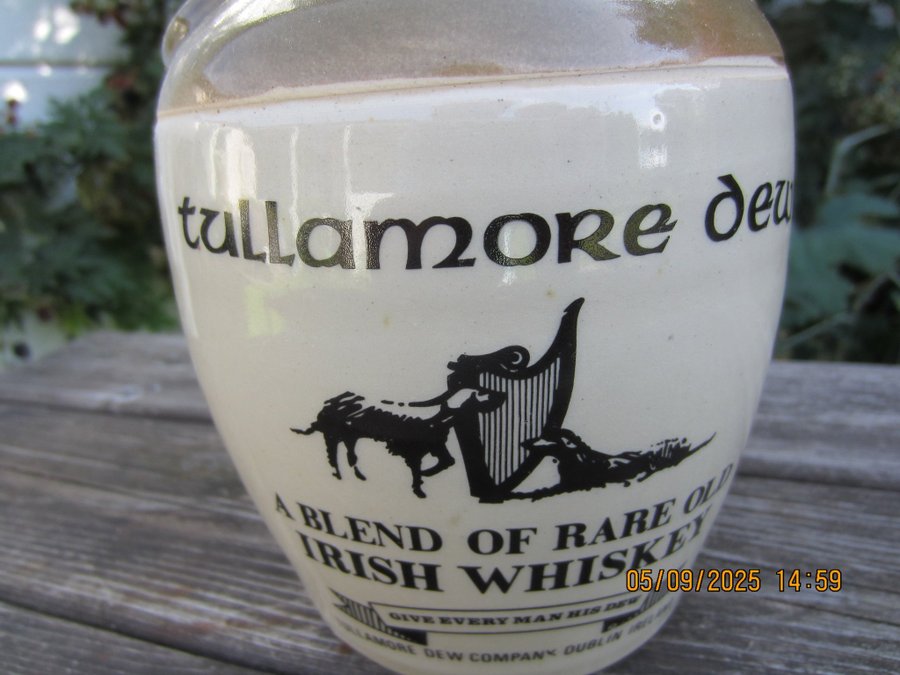 tullamore dew
A BLEND OF RARE OLD
IRISH WHISKEY
GIVE EVERY MAN HIS DEW
TULLAMORE DEW COMPANY DUBLIN IRELAND
05/09/2025 14:59